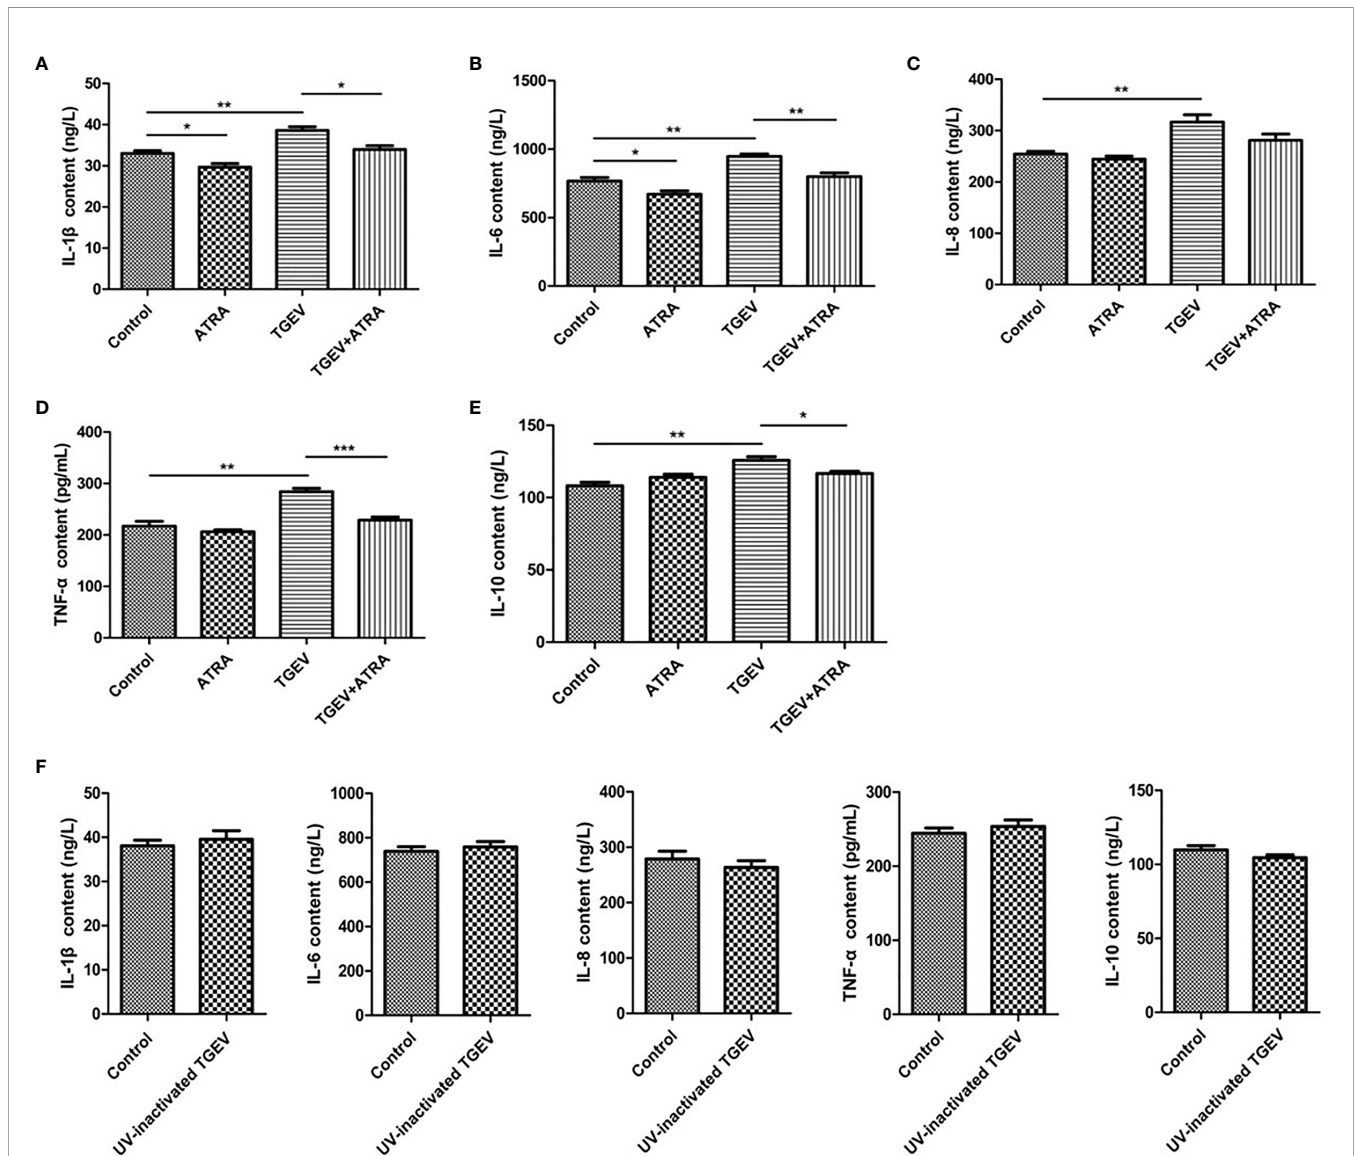 A
IL-1β content (ng/L)
50
40
30
20
10
0
*
**
*
Control
ATRA
TGEV
TGEV+ATRA
B
IL-6 content (ng/L)
1500
1000
500
0
*
**
**
Control
ATRA
TGEV
TGEV+ATRA
C
IL-8 content (ng/L)
400
300
200
100
0
**
Control
ATRA
TGEV
TGEV+ATRA
D
TNF-α content (pg/mL)
400
300
200
100
0
**
***
Control
ATRA
TGEV
TGEV+ATRA
E
IL-10 content (ng/L)
150
100
50
0
**
*
Control
ATRA
TGEV
TGEV+ATRA
F
IL-1β content (ng/L)
50
40
30
20
10
0
Control
UV-inactivated TGEV
IL-6 content (ng/L)
1000
800
600
400
200
0
Control
UV-inactivated TGEV
IL-8 content (ng/L)
400
300
200
100
0
Control
UV-inactivated TGEV
TNF-α content (pg/mL)
300
200
100
0
Control
UV-inactivated TGEV
IL-10 content (ng/L)
150
100
50
0
Control
UV-inactivated TGEV